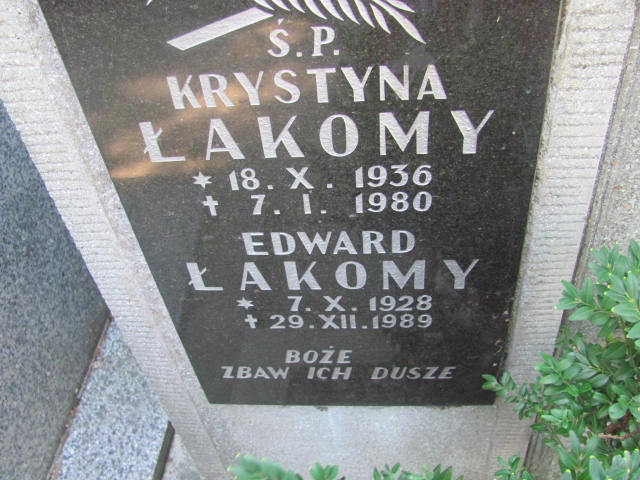 Ś.P.
KRYSTYNA
ŁAKOMY
* 18. X. 1936
† 7. I. 1980
EDWARD
ŁAKOMY
* 7. X. 1928
† 29. XII. 1989
BOŻE
ZBAW ICH DUSZE